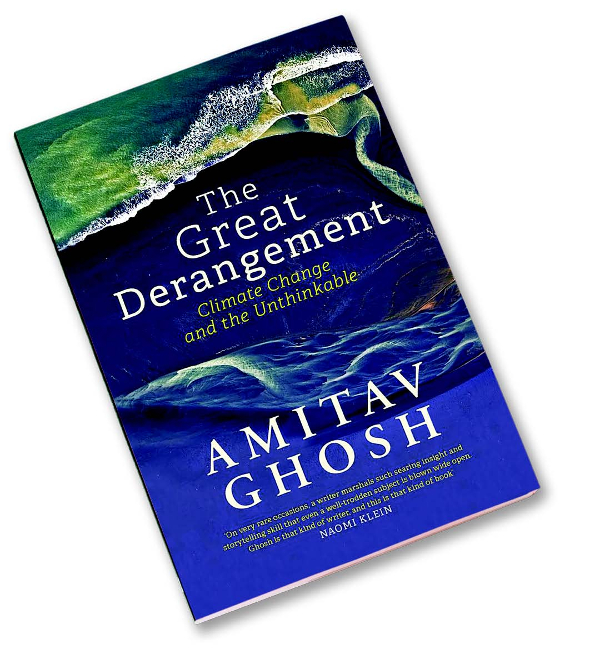 The
Great
Derangement
Climate Change
and the Unthinkable
AMITAV
GHOSH
'On very rare occasions, a writer marshals such searing insight and
storytelling skill that even a well-trodden subject is blown wide open.
Ghosh is that kind of writer, and this is that kind of book'
NAOMI KLEIN